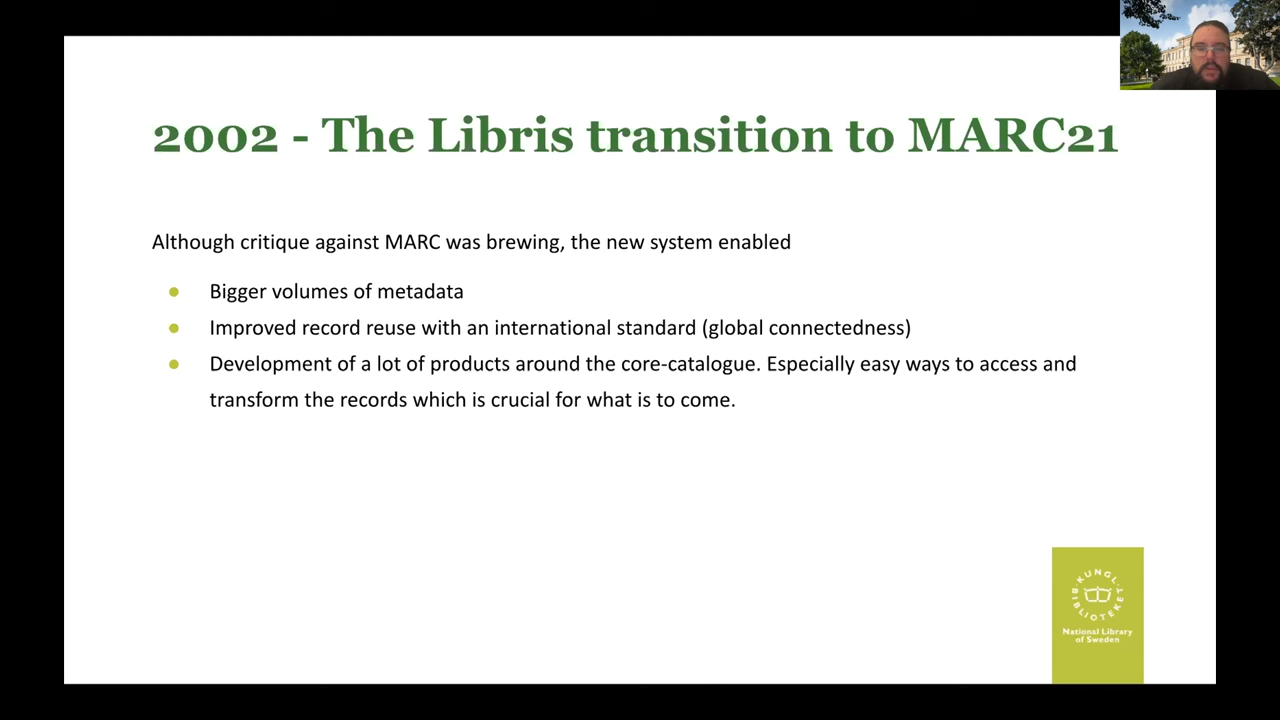 2002 - The Libris transition to MARC21
Although critique against MARC was brewing, the new system enabled
● Bigger volumes of metadata
● Improved record reuse with an international standard (global connectedness)
● Development of a lot of products around the core-catalogue. Especially easy ways to access and
transform the records which is crucial for what is to come.
KUNGL. BIBLIOTEKET
National Library
of Sweden